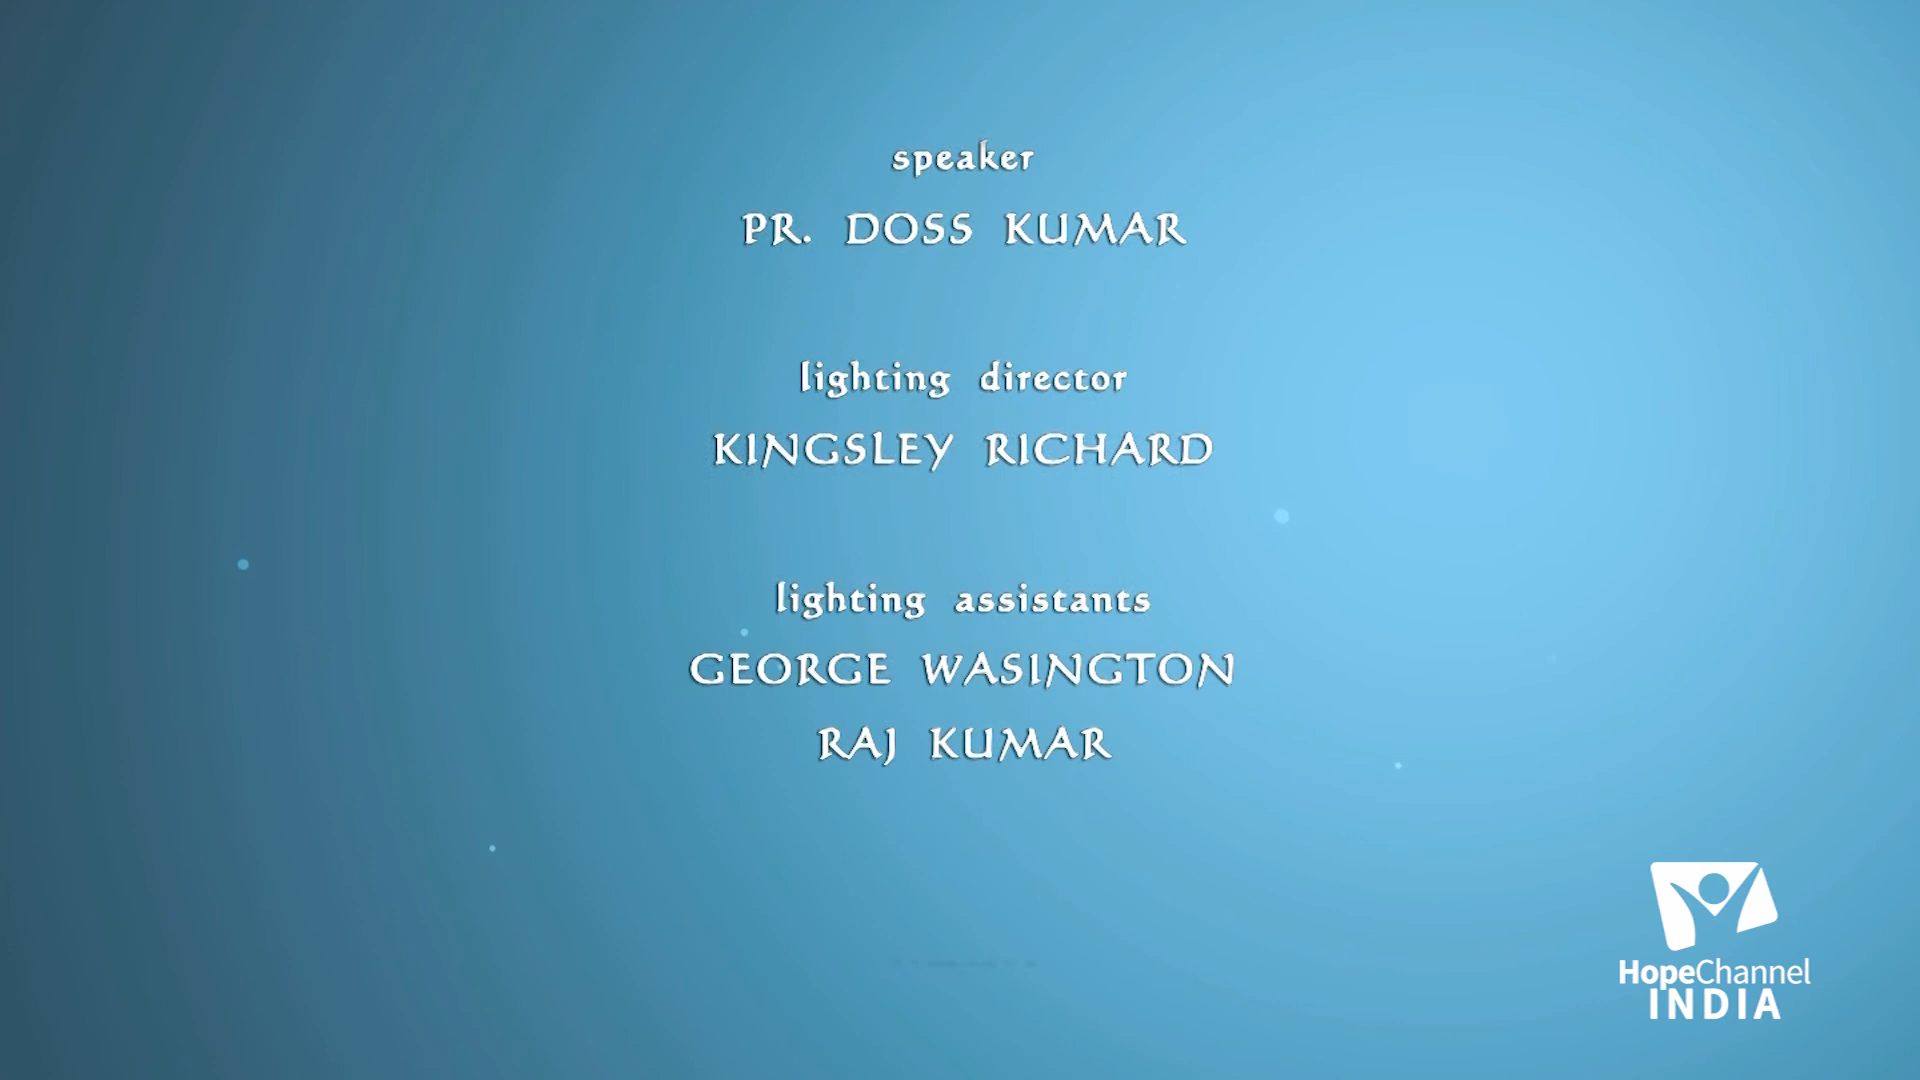 speaker
PR. DOSS KUMAR
lighting director
KINGSLEY RICHARD
lighting assistants
GEORGE WASINGTON
RAJ KUMAR
HopeChannel
INDIA